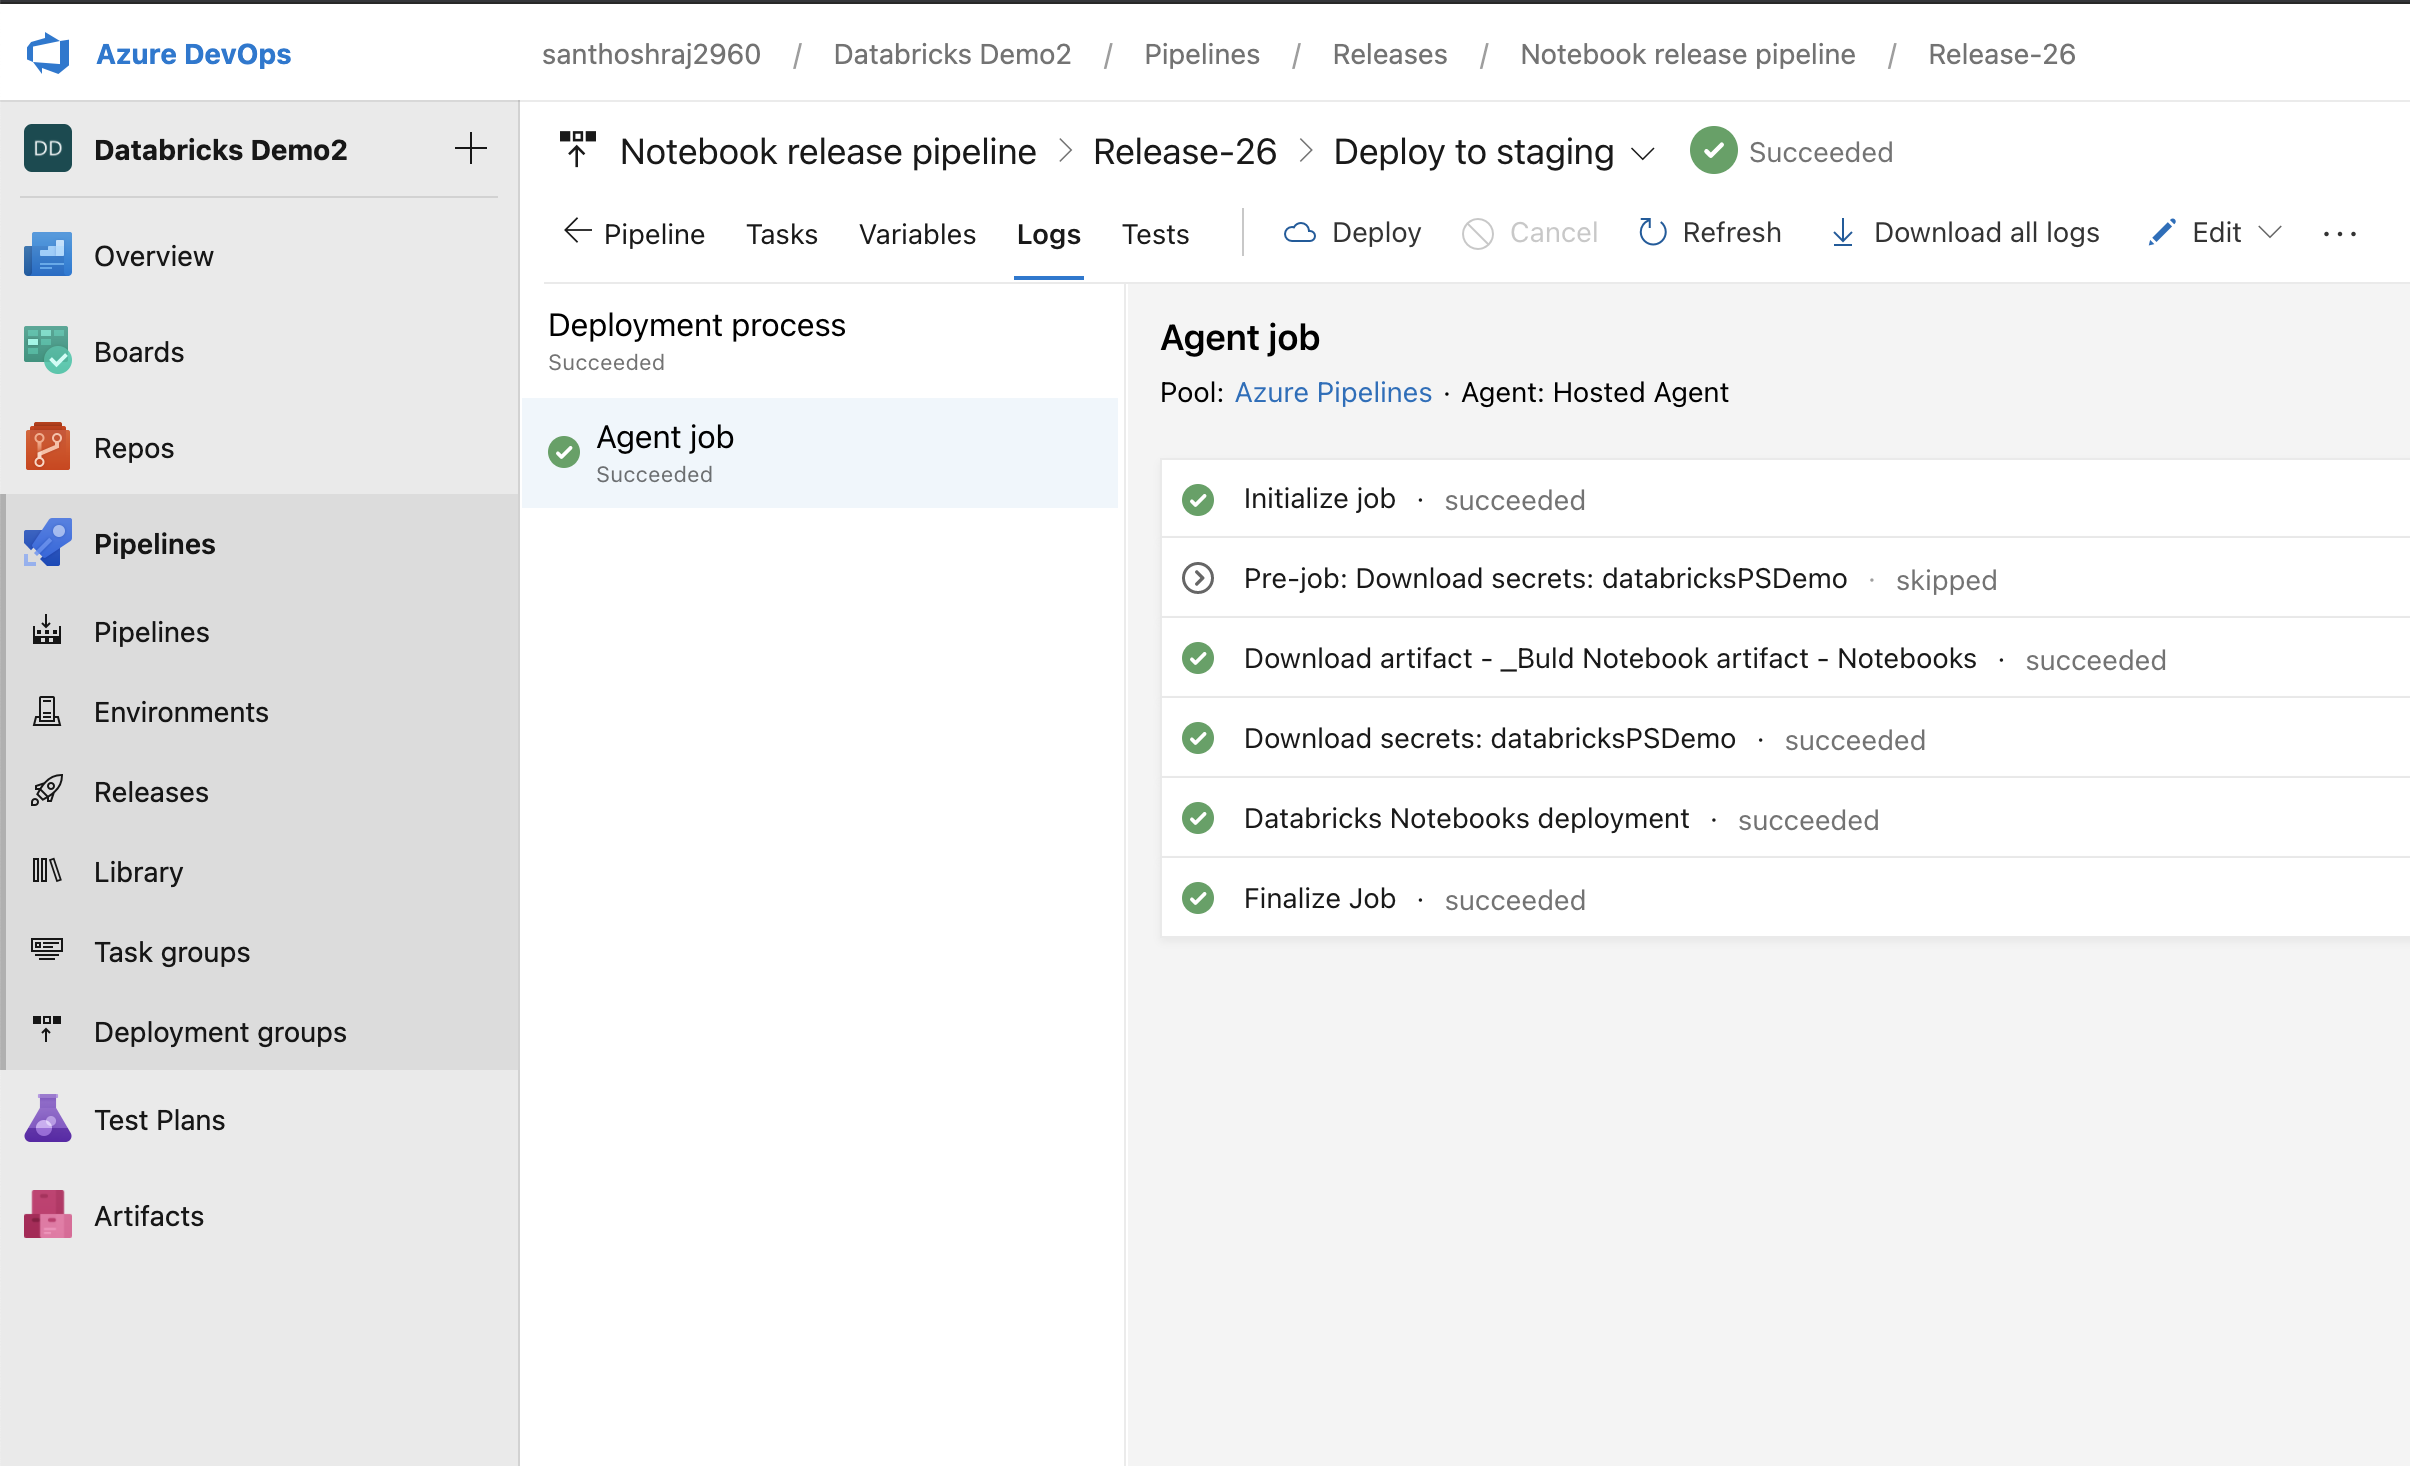 Azure DevOps
santhoshraj2960 / Databricks Demo2 / Pipelines / Releases / Notebook release pipeline / Release-26
DD Databricks Demo2
Overview
Boards
Repos
Pipelines
Pipelines
Environments
Releases
Library
Task groups
Deployment groups
Test Plans
Artifacts
Notebook release pipeline > Release-26 > Deploy to staging Succeeded
Pipeline Tasks Variables Logs Tests Deploy Cancel Refresh Download all logs Edit ...
Deployment process
Succeeded
Agent job
Succeeded
Agent job
Pool: Azure Pipelines · Agent: Hosted Agent
Initialize job · succeeded
Pre-job: Download secrets: databricksPSDemo · skipped
Download artifact - _Buld Notebook artifact - Notebooks · succeeded
Download secrets: databricksPSDemo · succeeded
Databricks Notebooks deployment · succeeded
Finalize Job · succeeded